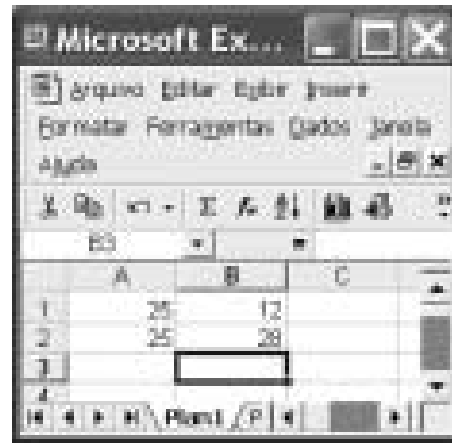 Microsoft Ex...
Arquivo Editar Exibir Inserir
Formatar Ferramentas Dados Janela
Ajuda
B3 =
A B C
1 25 12
2 25 28
3
4
Plan1 / P